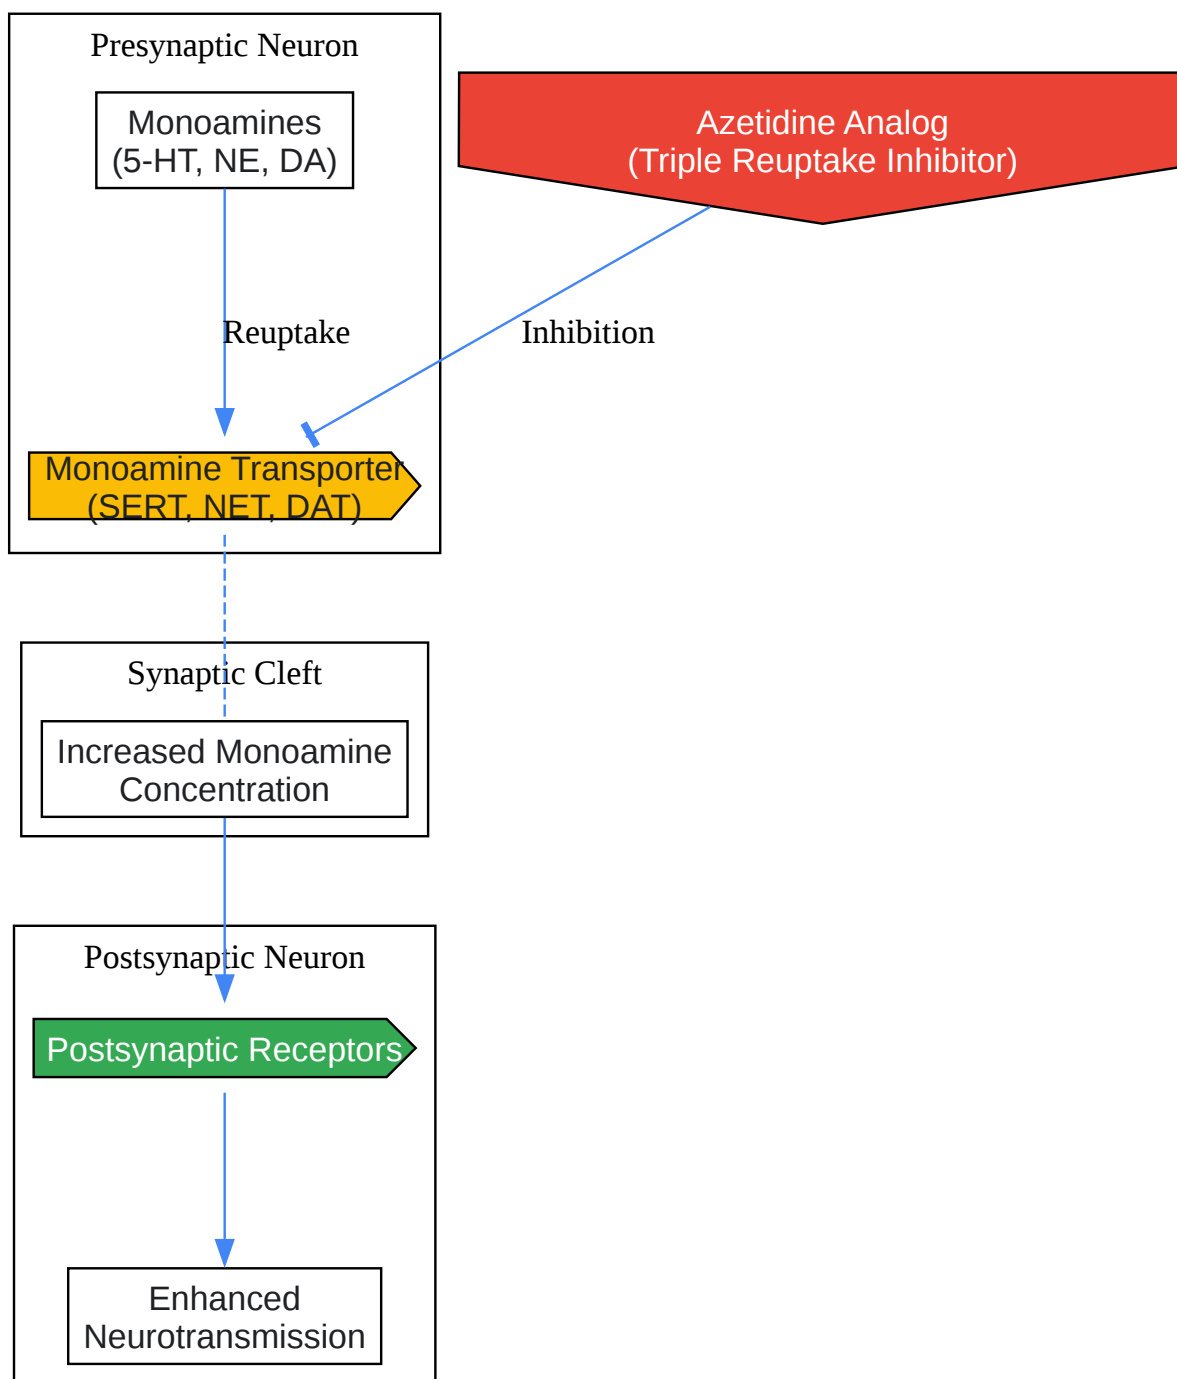 Presynaptic Neuron
Monoamines
(5-HT, NE, DA)
Azetidine Analog
(Triple Reuptake Inhibitor)
Reuptake
Inhibition
Monoamine Transporter
(SERT, NET, DAT)
Synaptic Cleft
Increased Monoamine
Concentration
Postsynaptic Neuron
Postsynaptic Receptors
Enhanced
Neurotransmission